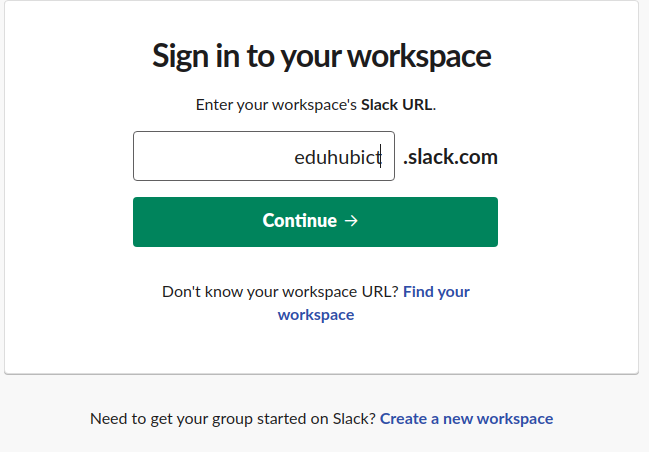 Sign in to your workspace
Enter your workspace's Slack URL.
eduhubict .slack.com
Continue →
Don't know your workspace URL? Find your
workspace
Need to get your group started on Slack? Create a new workspace